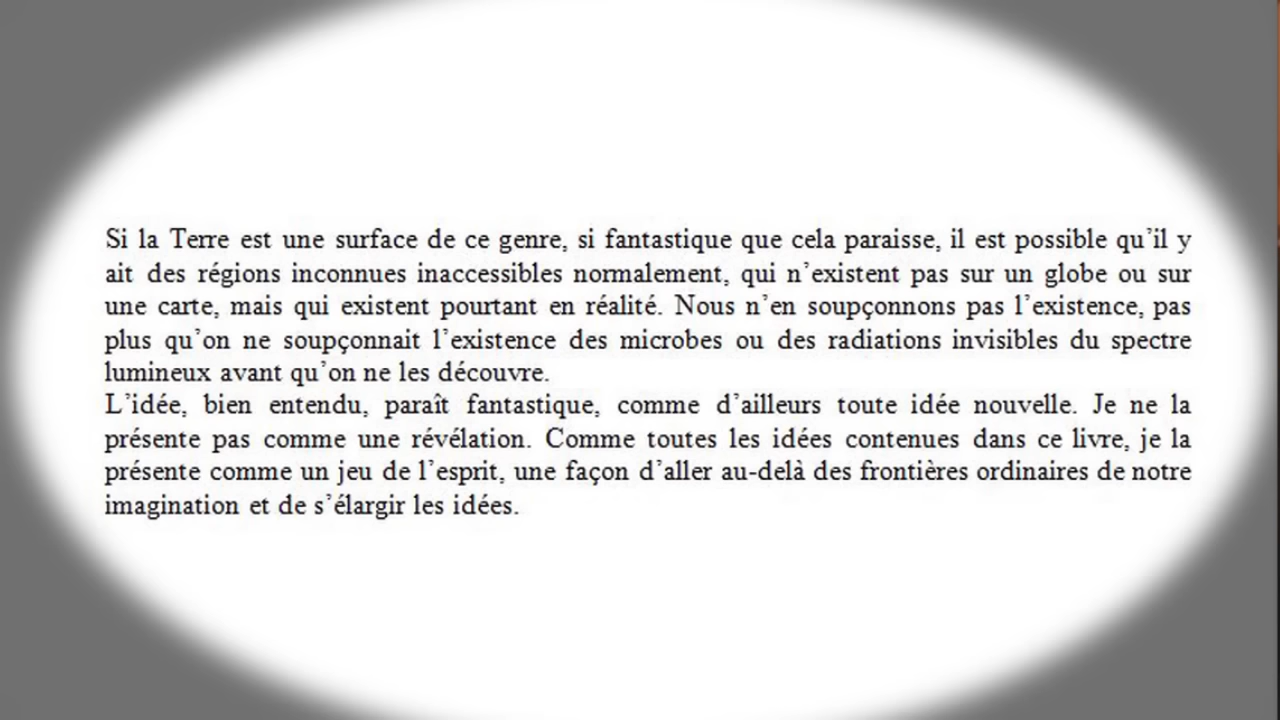 Si la Terre est une surface de ce genre, si fantastique que cela paraisse, il est possible qu'il y
ait des régions inconnues inaccessibles normalement, qui n'existent pas sur un globe ou sur
une carte, mais qui existent pourtant en réalité. Nous n'en soupçonnons pas l'existence, pas
plus qu'on ne soupçonnait l'existence des microbes ou des radiations invisibles du spectre
lumineux avant qu'on ne les découvre.
L'idée, bien entendu, paraît fantastique, comme d'ailleurs toute idée nouvelle. Je ne la
présente pas comme une révélation. Comme toutes les idées contenues dans ce livre, je la
présente comme un jeu de l'esprit, une façon d'aller au-delà des frontières ordinaires de notre
imagination et de s'élargir les idées.